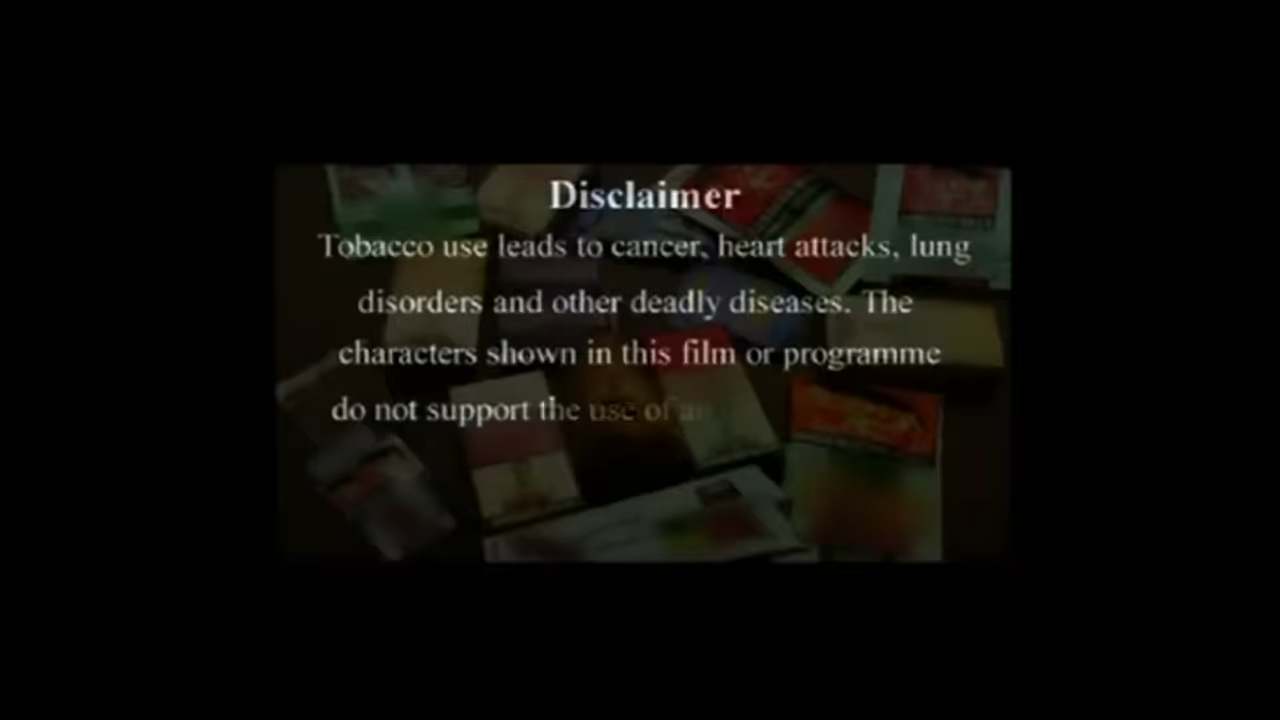 Disclaimer
Tobacco use leads to cancer, heart attacks, lung
disorders and other deadly diseases. The
characters shown in this film or programme
do not support the use of